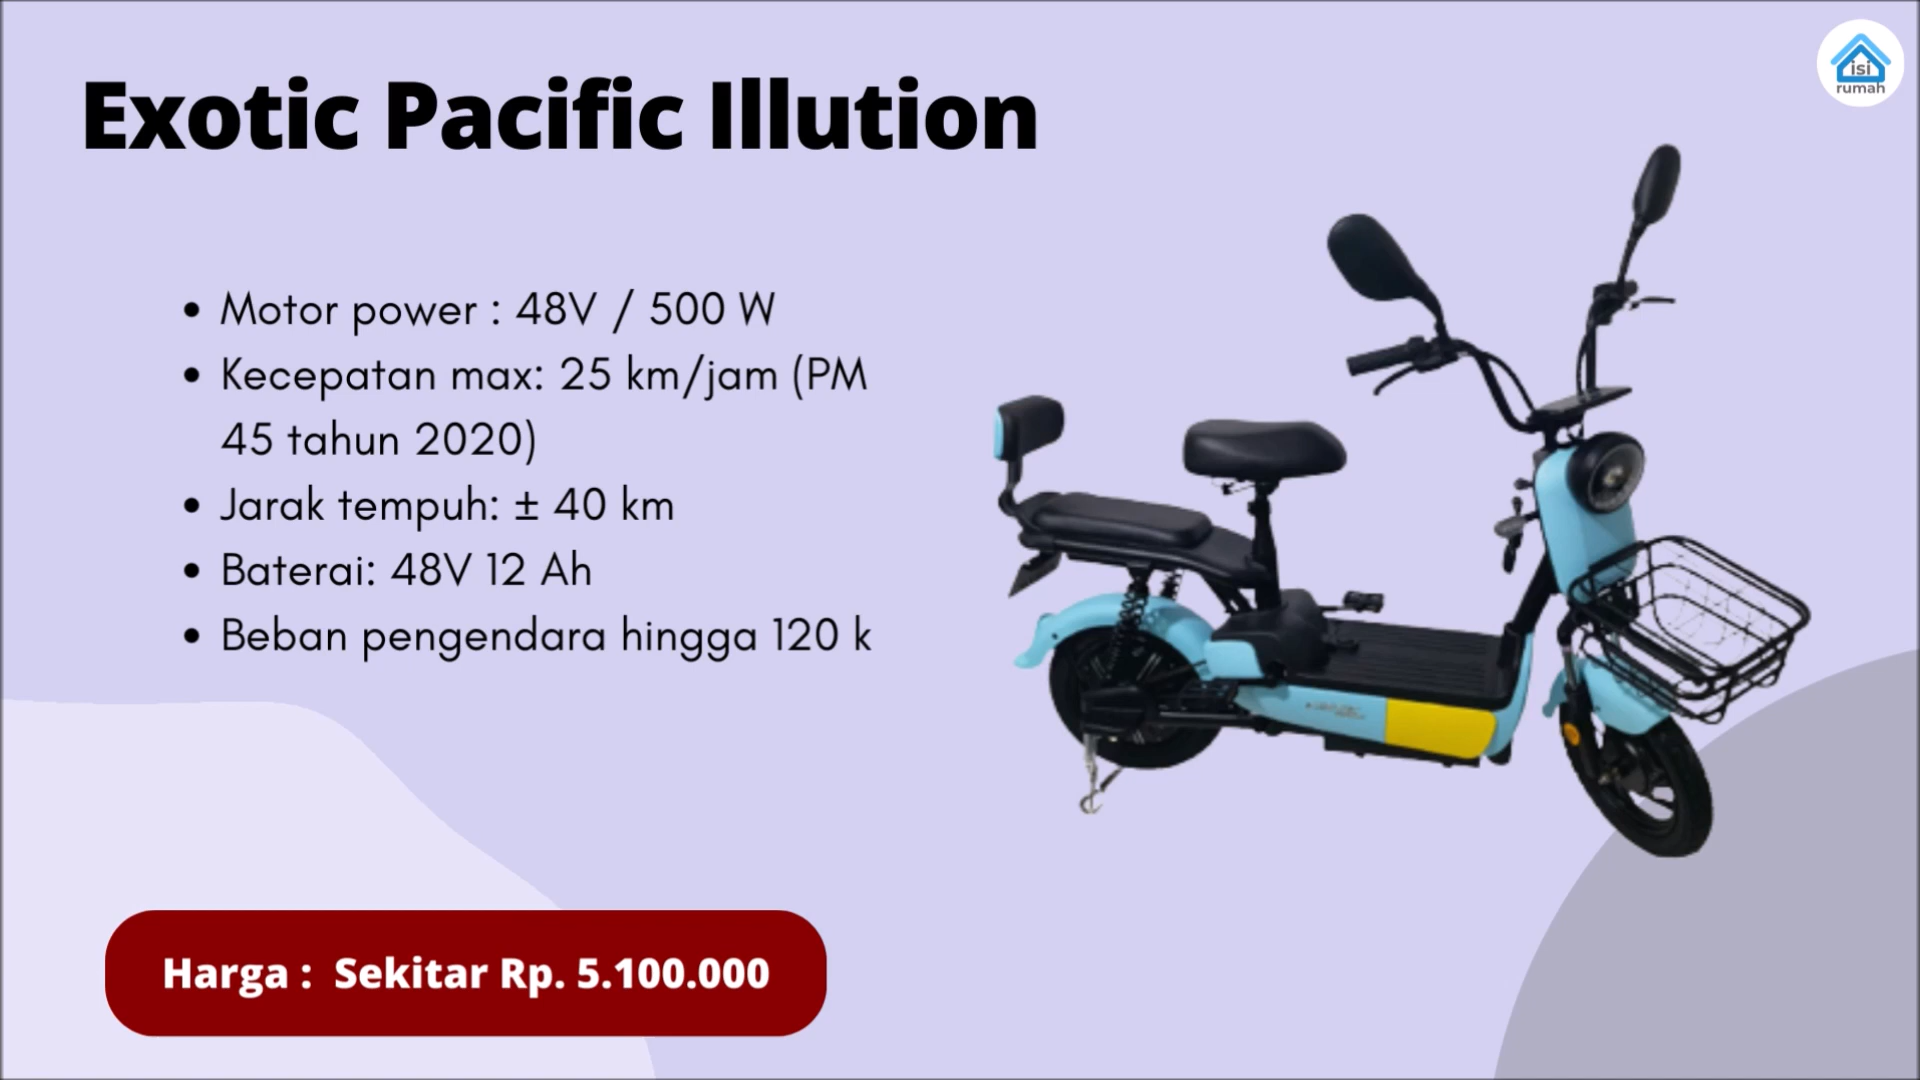 isi
rumah
Exotic Pacific Illution
• Motor power : 48V / 500 W
• Kecepatan max: 25 km/jam (PM
45 tahun 2020)
• Jarak tempuh: ± 40 km
• Baterai: 48V 12 Ah
• Beban pengendara hingga 120 k
Harga : Sekitar Rp. 5.100.000